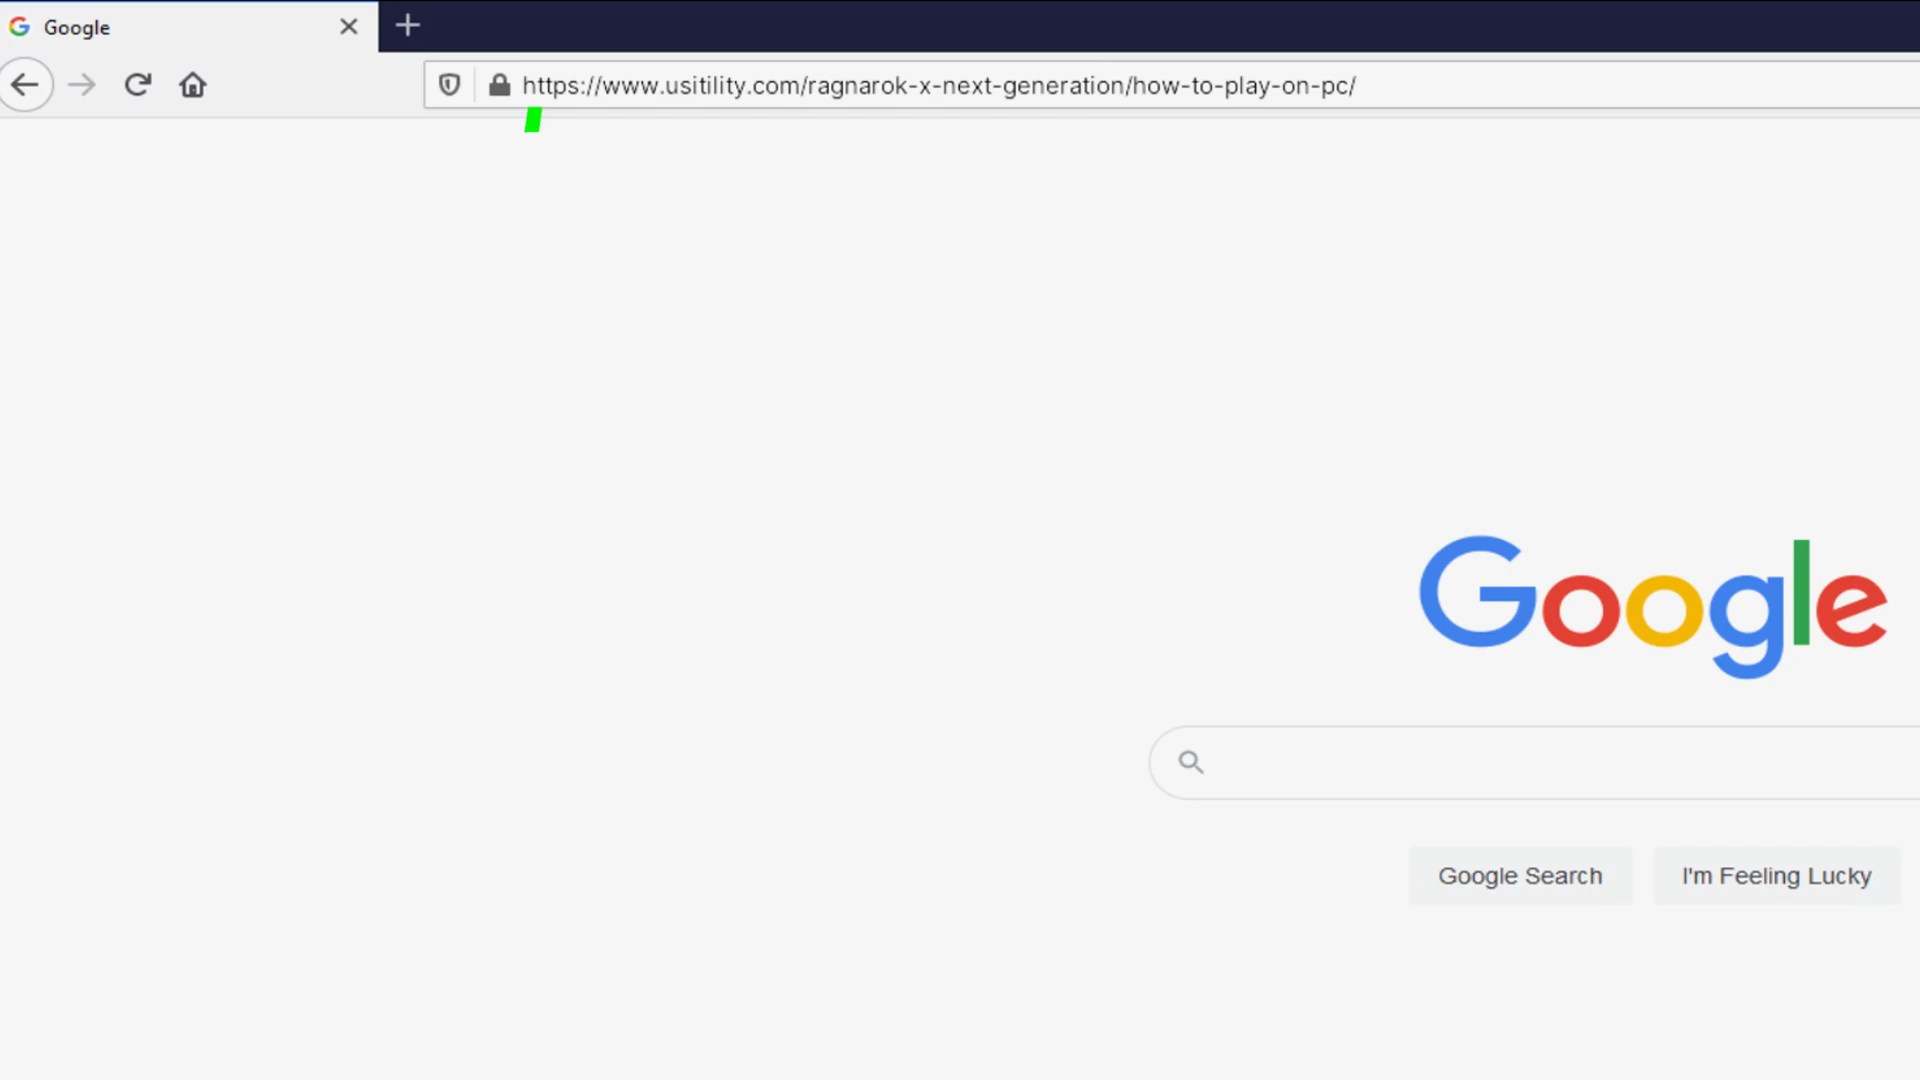 Google
https://www.usitility.com/ragnarok-x-next-generation/how-to-play-on-pc/
Google
Google Search
I'm Feeling Lucky